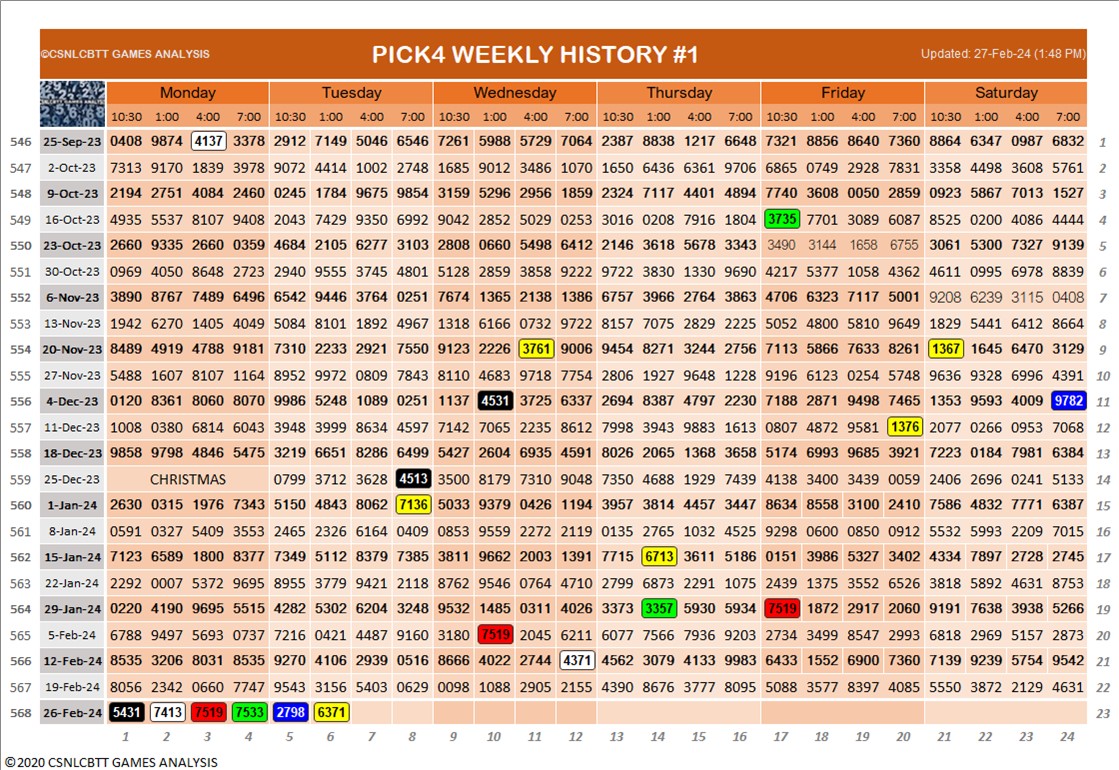 ©CSNLCBTT GAMES ANALYSIS PICK4 WEEKLY HISTORY #1 Updated: 27-Feb-24 (1:48 PM)
Monday Tuesday Wednesday Thursday Friday Saturday
10:30 1:00 4:00 7:00 10:30 1:00 4:00 7:00 10:30 1:00 4:00 7:00 10:30 1:00 4:00 7:00 10:30 1:00 4:00 7:00 10:30 1:00 4:00 7:00
546 25-Sep-23 0408 9874 4137 3378 2912 7149 5046 6546 7261 5988 5729 7064 2387 8838 1217 6648 7321 8856 8640 7360 8864 6347 0987 6832 1
547 2-Oct-23 7313 9170 1839 3978 9072 4414 1002 2748 1685 9012 9486 1070 1650 6436 6361 9706 6865 0749 2928 7831 3358 4498 3608 5761 2
548 9-Oct-23 2194 2751 4084 2460 0245 1784 9675 9854 3159 5296 2956 1859 2324 7117 4401 4894 7740 3608 0050 2859 0923 5867 7013 1527 3
549 16-Oct-23 4935 5537 8107 9408 2043 7429 9350 6992 9042 2852 5029 0253 3016 0208 7916 1804 3735 7701 3089 6087 8525 0200 4086 4444 4
550 23-Oct-23 2660 9335 2660 0359 4684 2105 6277 3103 2808 0660 5498 6412 2146 3618 5678 3343 3490 3144 1658 6755 3061 5300 7327 9139 5
551 30-Oct-23 0969 4050 8648 2723 2940 9555 3745 4801 5128 2859 3858 9222 9722 3830 1330 9690 4217 5377 1058 4362 4611 0995 6978 8839 6
552 6-Nov-23 3890 8767 7489 6496 6542 9446 3764 0251 7674 1365 2138 1386 6757 3966 2764 3863 4706 6323 7117 5001 9208 6239 3115 0408 7
553 13-Nov-23 1942 6270 1405 4049 5084 8101 1892 4967 1318 6166 0732 9722 8157 7075 2829 2225 5052 4800 5810 9649 1829 5441 6412 8664 8
554 20-Nov-23 8489 4919 4788 9181 7310 2233 2921 7550 9123 2226 3761 9006 9454 8271 3244 2756 7113 5866 7633 8261 1367 1645 6470 3129 9
555 27-Nov-23 5488 1607 8107 1164 8952 9972 0809 7843 8110 4683 9718 7754 2806 1927 9648 1228 9196 6123 0254 5748 9636 9328 6996 4391 10
556 4-Dec-23 0120 8361 8060 8070 9986 5248 1089 0251 1137 4531 3725 6337 2694 8387 4797 2230 7188 2871 9498 7465 1353 9593 4009 9782 11
557 11-Dec-23 1008 0380 6814 6043 3948 3999 8634 4597 7142 7065 2235 8612 7998 3943 9883 1613 0807 4872 9581 1376 2077 0266 0953 7068 12
558 18-Dec-23 9858 9798 4846 5475 3219 6651 8286 6499 5427 2604 6935 4591 8026 2065 1368 3658 5174 6993 9685 3921 7223 0184 7981 6384 13
559 25-Dec-23 CHRISTMAS 0799 3712 3628 4513 3500 8179 7310 9048 7350 4688 1929 7439 4138 3400 3439 0059 2406 2696 0241 5133 14
560 1-Jan-24 2630 0315 1976 7343 5150 4843 8062 7136 5033 9379 0426 1194 3957 3814 4457 3447 8634 8558 3100 2410 7586 4832 7771 6387 15
561 8-Jan-24 0591 0327 5409 3553 2465 2326 6164 0409 0853 9559 2272 2119 0135 2765 1032 4525 9298 0600 0850 0912 5532 5993 2209 7015 16
562 15-Jan-24 7123 6589 1800 8377 7349 5112 8379 7385 3811 9662 2003 1391 7715 6713 3611 5186 0151 3986 5327 3402 4334 7897 2728 2745 17
563 22-Jan-24 2292 0007 5372 9695 8955 3779 9421 2118 8762 9546 0764 4710 2799 6873 2291 1075 2439 1375 3552 6526 3818 5892 4631 8753 18
564 29-Jan-24 0220 4190 9695 5515 4282 5302 6204 3248 9532 1485 0311 4026 3373 3357 5930 5934 7519 1872 2917 2060 9191 7638 3938 5266 19
565 5-Feb-24 6788 9497 5693 0737 7216 0421 4487 9160 3180 7519 2045 6211 6077 7566 7936 9203 2734 3499 8547 2993 6818 2969 5157 2873 20
566 12-Feb-24 8535 3206 8031 8535 9270 4106 2939 0516 8666 4022 2744 4371 4562 3079 4133 9983 6433 1552 6900 7360 7139 9239 5754 9542 21
567 19-Feb-24 8056 2342 0660 7747 9543 3156 5403 0629 0098 1088 2905 2155 4390 8676 3777 8095 5088 3577 8397 4085 5550 3872 2129 4631 22
568 26-Feb-24 5431 7413 7519 7533 2798 6371 23
1 2 3 4 5 6 7 8 9 10 11 12 13 14 15 16 17 18 19 20 21 22 23 24
©2020 CSNLCBTT GAMES ANALYSIS